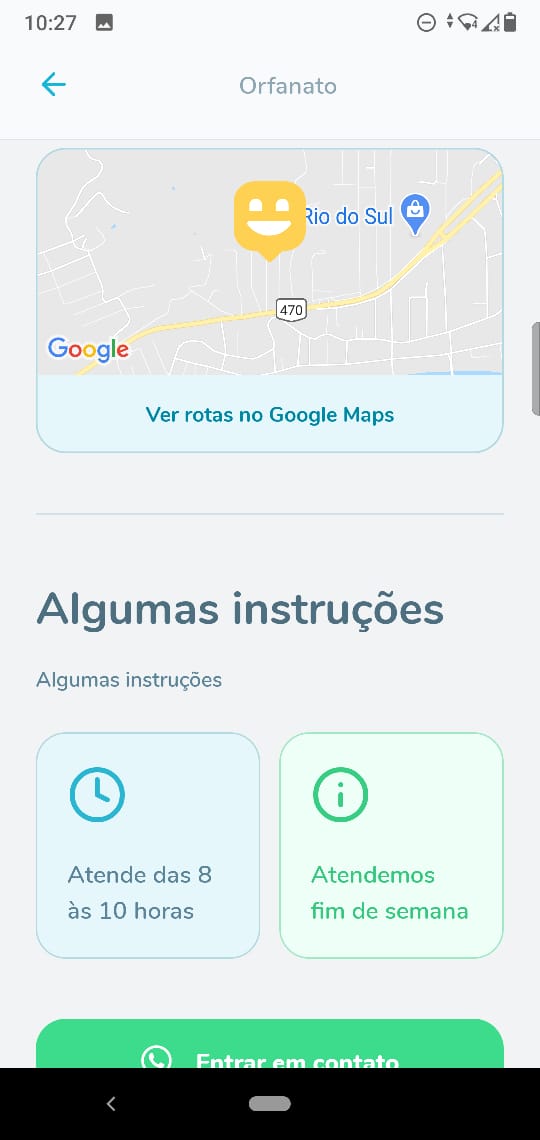 10:27
4
Orfanato
Rio do Sul
470
Google
Ver rotas no Google Maps
Algumas instruções
Algumas instruções
Atende das 8
às 10 horas
Atendemos
fim de semana
Entrar em contato